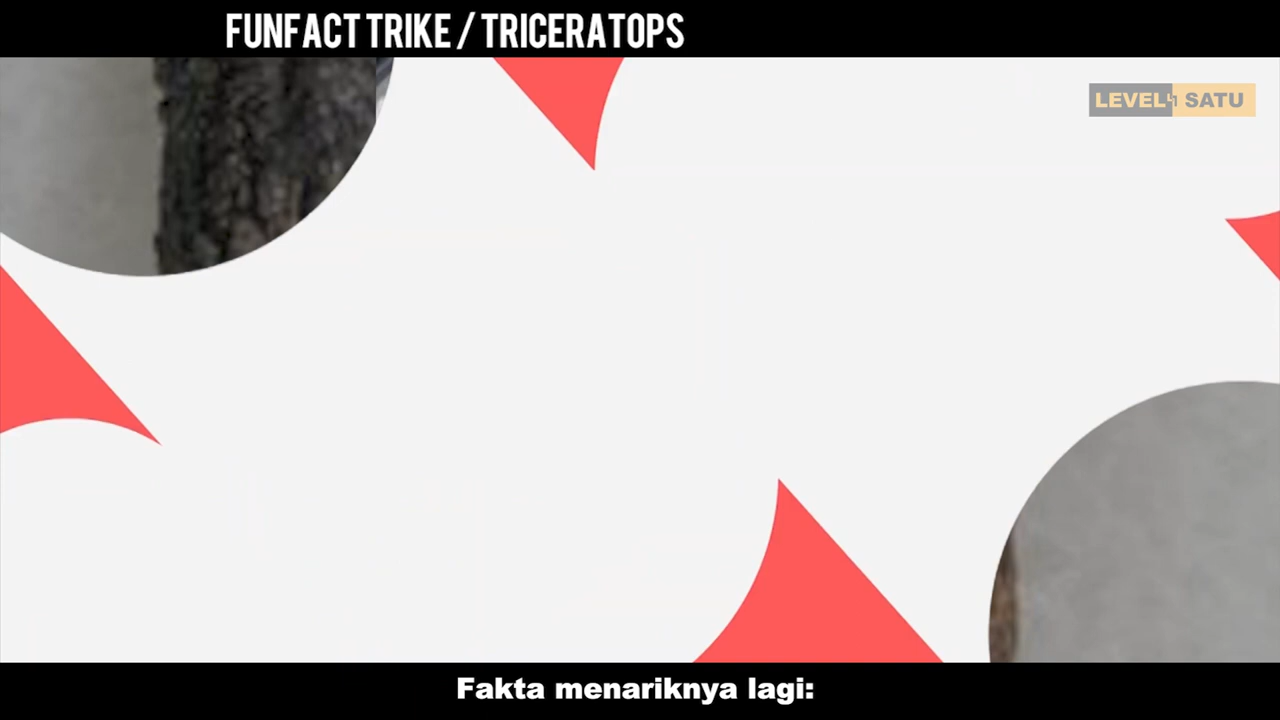 FUNFACT TRIKE / TRICERATOPS
LEVEL SATU
Fakta menariknya lagi: